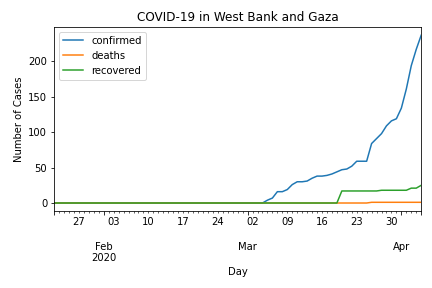 COVID-19 in West Bank and Gaza
confirmed
deaths
recovered
Number of Cases
200
150
100
50
0
27 03 10 17 24 02 09 16 23 30
Feb Mar Apr
2020
Day